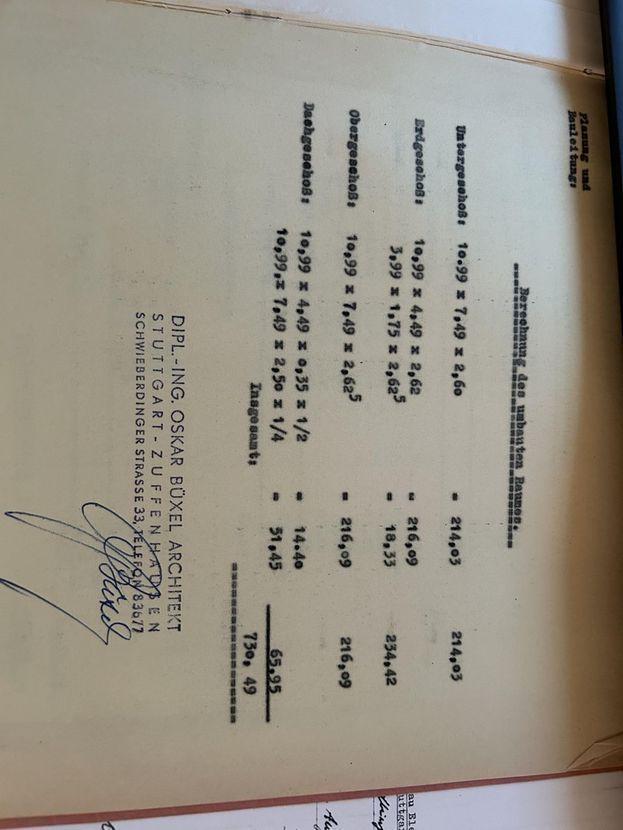 Planung und
Bauleitung:
Berechnung des umbauten Raumes.
Untergeschoß: 10.99 x 7,49 x 2,60 = 214,03 214,03
Erdgeschoß: 10,99 x 4,49 x 2,62 = 216,09
3,99 x 1,75 x 2,62⁵ = 18,33 234,42
Obergeschoß: 10,99 x 7,49 x 2,62⁵ = 216,09 216,09
Dachgeschoß: 10,99 x 4,49 x 0,35 x 1/2 = 14.40
10,99.x 7,49 x 2,50 x 1/4 = 51,45 65,95
Insgesamt: 730, 49
DIPL.-ING. OSKAR BÜXEL ARCHITEKT
STUTTGART-ZUFFENHAUSEN
SCHWIEBERDINGER STRASSE 33, TELEFON 83677
Büxel